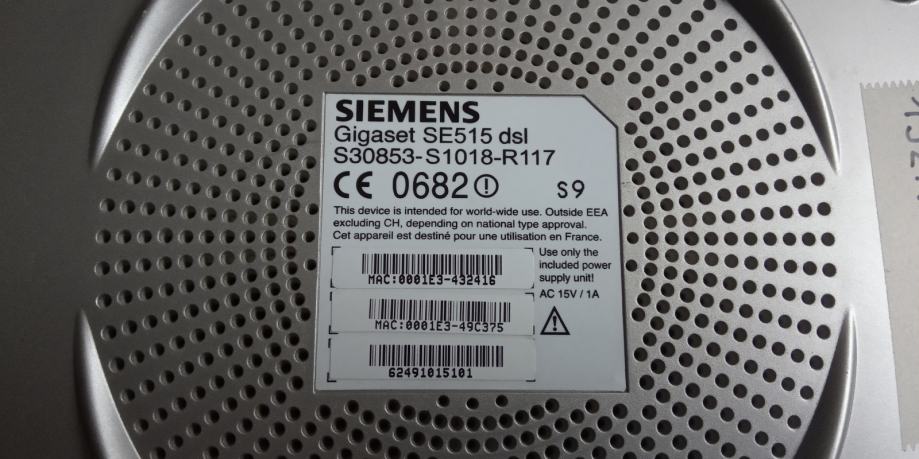 SIEMENS
Gigaset SE515 dsl
S30853-S1018-R117
CE 0682 S9
This device is intended for world-wide use. Outside EEA
excluding CH, depending on national type approval.
Cet appareil est destiné pour une utilisation en France.
Use only the
included power
supply unit!
AC 15V / 1A
MAC:0001E3-432416
MAC:0001E3-49C375
62491015101